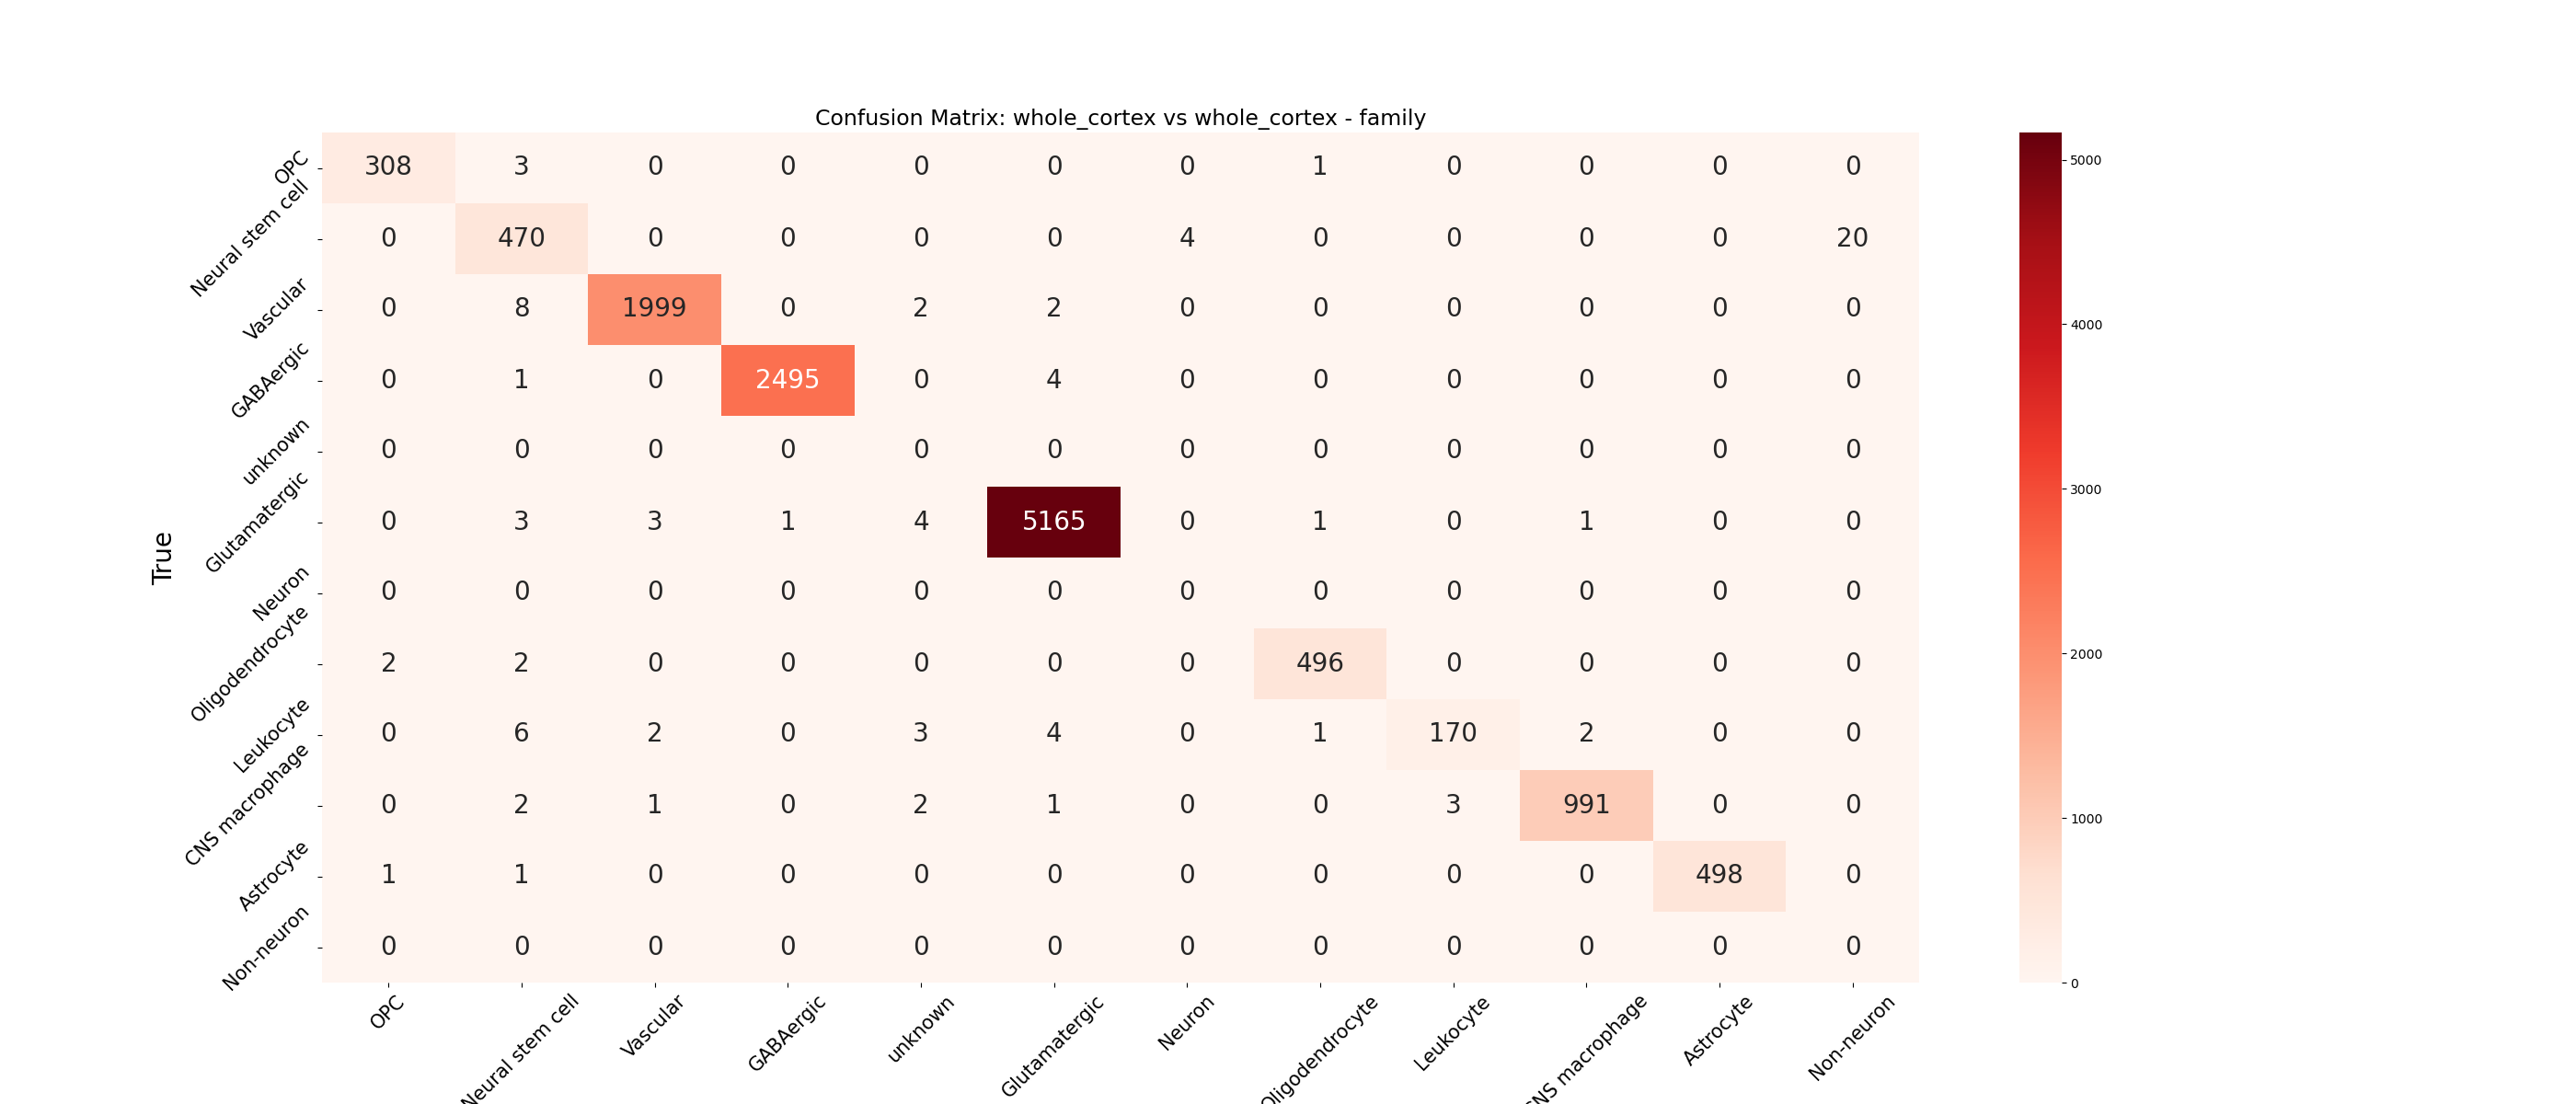 Confusion Matrix: whole_cortex vs whole_cortex - family
True
OPC 308 3 0 0 0 0 0 1 0 0 0 0
Neural stem cell 0 470 0 0 0 0 4 0 0 0 0 20
Vascular 0 8 1999 0 2 2 0 0 0 0 0 0
GABAergic 0 1 0 2495 0 4 0 0 0 0 0 0
unknown 0 0 0 0 0 0 0 0 0 0 0 0
Glutamatergic 0 3 3 1 4 5165 0 1 0 1 0 0
Neuron 0 0 0 0 0 0 0 0 0 0 0 0
Oligodendrocyte 2 2 0 0 0 0 0 496 0 0 0 0
Leukocyte 0 6 2 0 3 4 0 1 170 2 0 0
CNS macrophage 0 2 1 0 2 1 0 0 3 991 0 0
Astrocyte 1 1 0 0 0 0 0 0 0 0 498 0
Non-neuron 0 0 0 0 0 0 0 0 0 0 0 0
OPC Neural stem cell Vascular GABAergic unknown Glutamatergic Neuron Oligodendrocyte Leukocyte CNS macrophage Astrocyte Non-neuron
5000
4000
3000
2000
1000
0